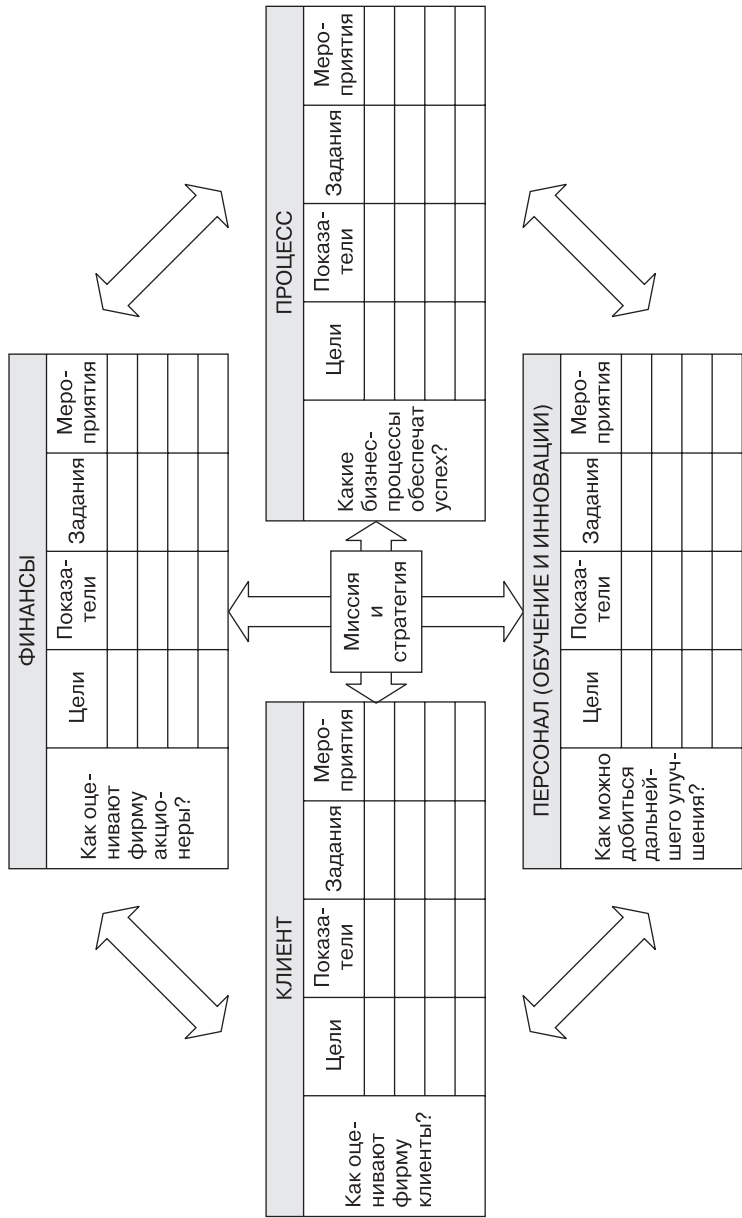 ФИНАНСЫ
Как оце-
нивают
фирму
акцио-
неры?
Цели
Показа-
тели
Задания
Меро-
приятия
КЛИЕНТ
Как оце-
нивают
фирму
клиенты?
Цели
Показа-
тели
Задания
Меро-
приятия
Миссия
и
стратегия
ПРОЦЕСС
Какие
бизнес-
процессы
обеспечат
успех?
Цели
Показа-
тели
Задания
Меро-
приятия
ПЕРСОНАЛ (ОБУЧЕНИЕ И ИННОВАЦИИ)
Как можно
добиться
дальней-
шего улуч-
шения?
Цели
Показа-
тели
Задания
Меро-
приятия